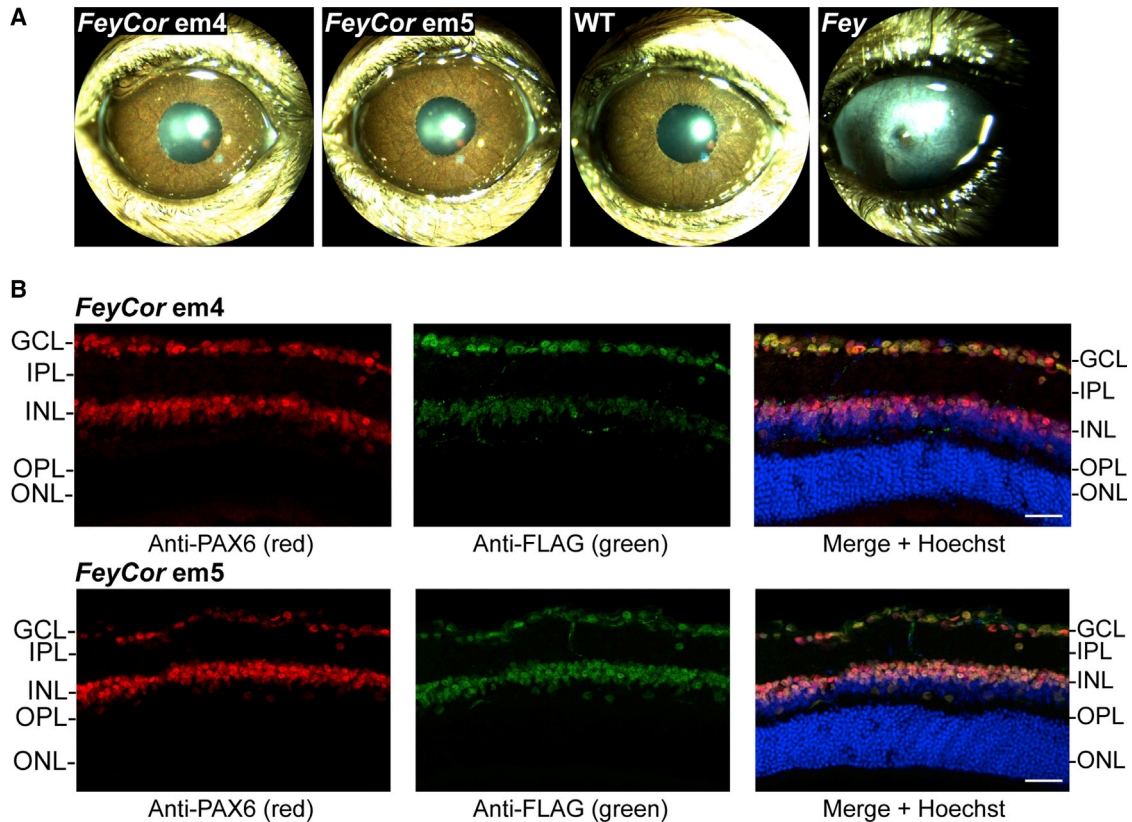 A
FeyCor em4
FeyCor em5
WT
Fey
B
FeyCor em4
GCL-
IPL-
INL-
OPL-
ONL-
-GCL
-IPL
-INL
-OPL
-ONL
Anti-PAX6 (red)
Anti-FLAG (green)
Merge + Hoechst
FeyCor em5
GCL-
IPL-
INL-
OPL-
ONL-
-GCL
-IPL
-INL
-OPL
-ONL
Anti-PAX6 (red)
Anti-FLAG (green)
Merge + Hoechst